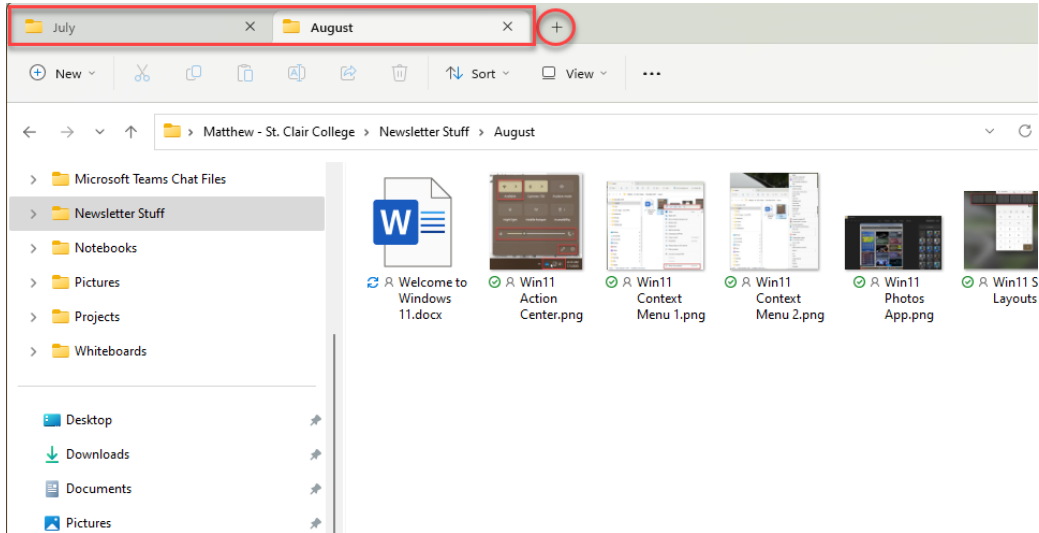 July
August
New
Sort
View
Matthew - St. Clair College > Newsletter Stuff > August
Microsoft Teams Chat Files
Newsletter Stuff
Notebooks
Pictures
Projects
Whiteboards
Desktop
Downloads
Documents
Pictures
W
Welcome to
Windows
11.docx
Win11
Action
Center.png
Win11
Context
Menu 1.png
Win11
Context
Menu 2.png
Win11
Photos
App.png
Win11 S
Layouts